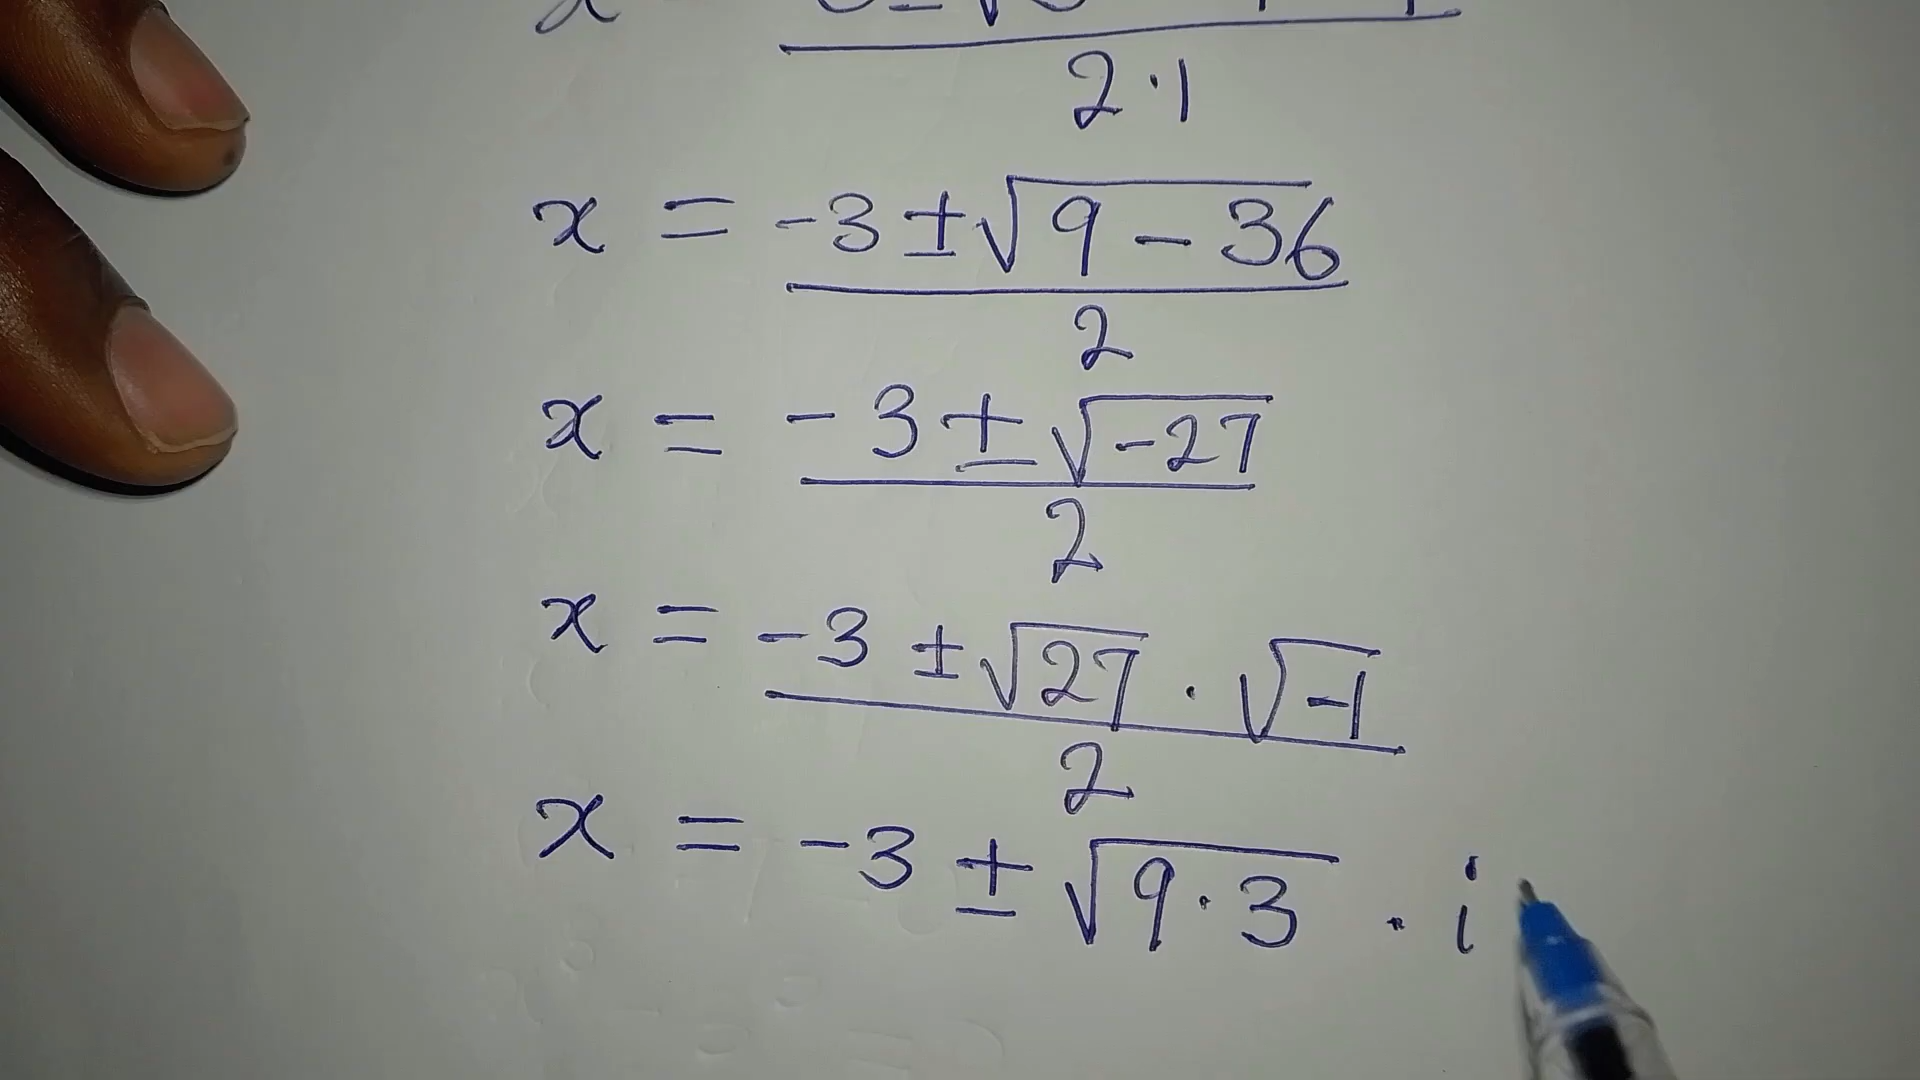 2·1
x = -3 ± √9 - 36
2
x = -3 ± √-27
2
x = -3 ± √27 · √-1
2
x = -3 ± √9·3 · i